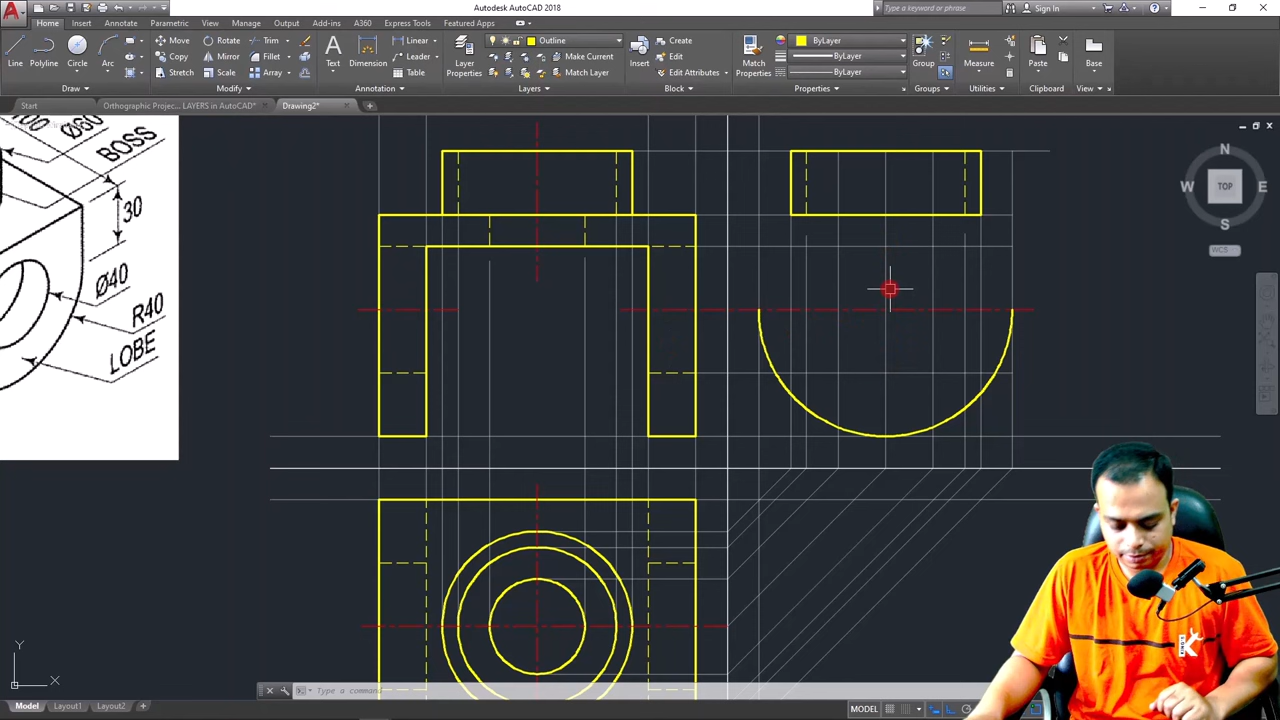 Autodesk AutoCAD 2018
Type a keyword or phrase
Sign In
Home Insert Annotate Parametric View Manage Output Add-ins A360 Express Tools Featured Apps
Line Polyline Circle Arc
Move Rotate Trim
Copy Mirror Fillet
Stretch Scale Array
Text Dimension
Linear
Leader
Table
Layer Properties
Outline
Make Current
Match Layer
Insert
Create
Edit
Edit Attributes
Match Properties
ByLayer
ByLayer
ByLayer
Group
Measure
Paste
Base
Draw Modify Annotation Layers Block Properties Groups Utilities Clipboard View
Start Orthographic Projec... LAYERS in AutoCAD* Drawing2*
Ø60
BOSS
30
Ø40
R40
LOBE
N
W TOP E
S
WCS
Y
X
Type a command
Model Layout1 Layout2 +
MODEL
K